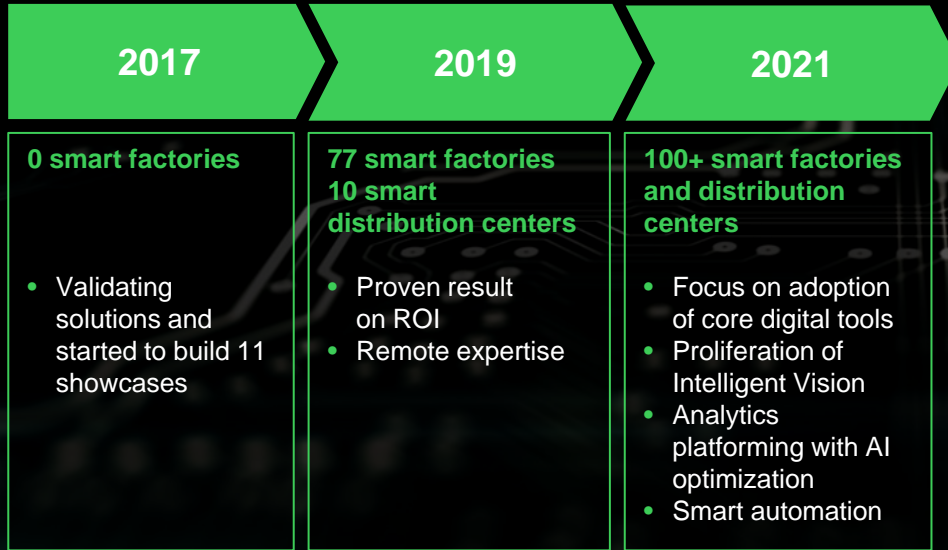 2017
2019
2021
0 smart factories
• Validating
solutions and
started to build 11
showcases
77 smart factories
10 smart
distribution centers
• Proven result
on ROI
• Remote expertise
100+ smart factories
and distribution
centers
• Focus on adoption
of core digital tools
• Proliferation of
Intelligent Vision
• Analytics
platforming with AI
optimization
• Smart automation